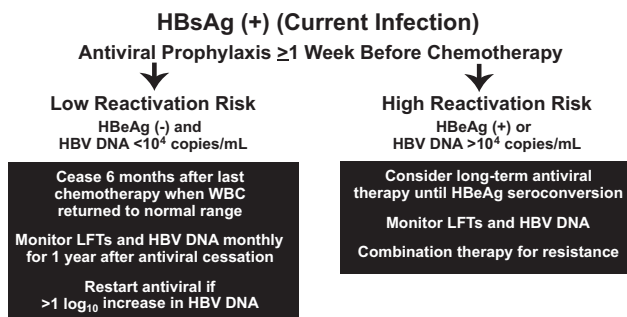 HBsAg (+) (Current Infection)
Antiviral Prophylaxis ≥1 Week Before Chemotherapy
Low Reactivation Risk
HBeAg (-) and
HBV DNA <10⁴ copies/mL
Cease 6 months after last
chemotherapy when WBC
returned to normal range
Monitor LFTs and HBV DNA monthly
for 1 year after antiviral cessation
Restart antiviral if
>1 log₁₀ increase in HBV DNA
High Reactivation Risk
HBeAg (+) or
HBV DNA >10⁴ copies/mL
Consider long-term antiviral
therapy until HBeAg seroconversion
Monitor LFTs and HBV DNA
Combination therapy for resistance